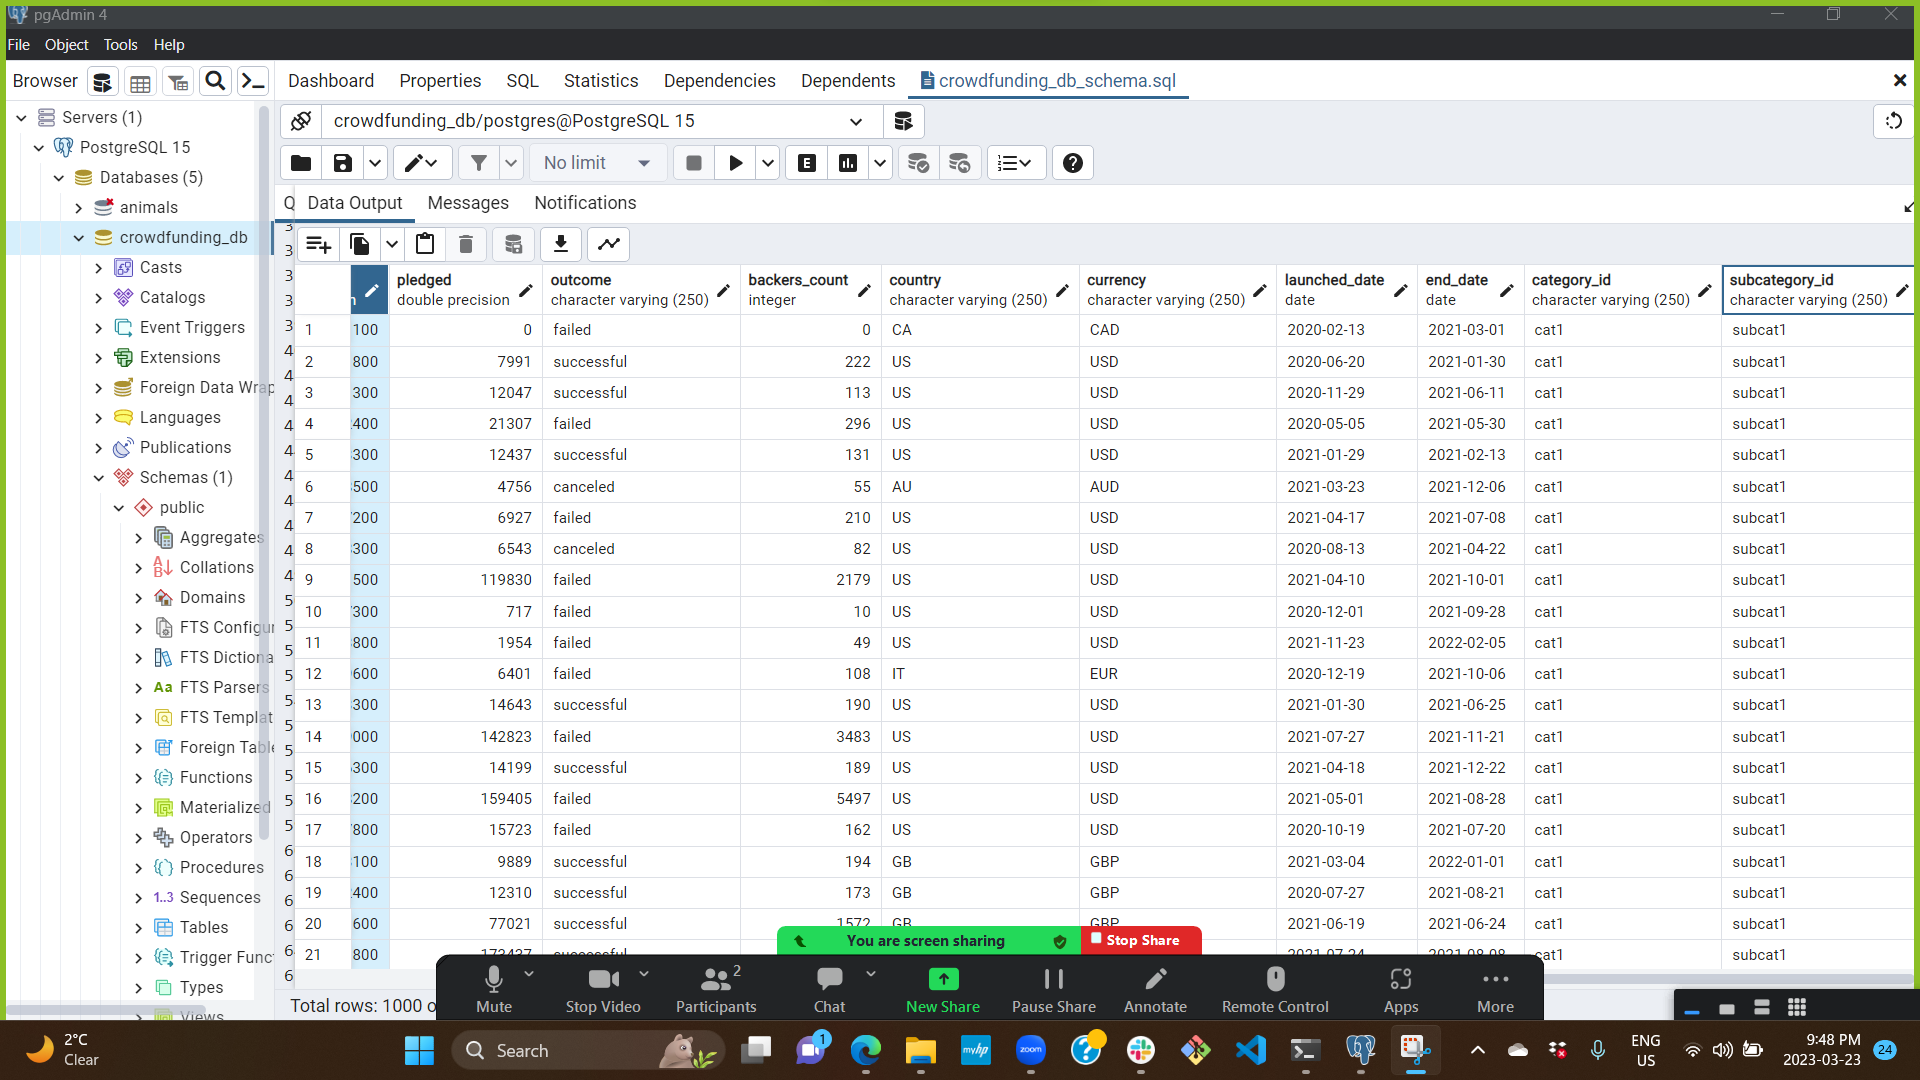 pgAdmin 4
File Object Tools Help
Browser
Dashboard Properties SQL Statistics Dependencies Dependents crowdfunding_db_schema.sql
Servers (1)
PostgreSQL 15
Databases (5)
animals
crowdfunding_db
Casts
Catalogs
Event Triggers
Extensions
Foreign Data Wrap
Languages
Publications
Schemas (1)
public
Aggregates
Collations
Domains
FTS Configur
FTS Dictiona
FTS Parsers
FTS Templat
Foreign Table
Functions
Materialized
Operators
Procedures
Sequences
Tables
Trigger Func
Types
Views
crowdfunding_db/postgres@PostgreSQL 15
No limit
Data Output Messages Notifications
pledged outcome backers_count country currency launched_date end_date category_id subcategory_id
double precision character varying (250) integer character varying (250) character varying (250) date date character varying (250) character varying (250)
1 100 0 failed 0 CA CAD 2020-02-13 2021-03-01 cat1 subcat1
2 800 7991 successful 222 US USD 2020-06-20 2021-01-30 cat1 subcat1
3 300 12047 successful 113 US USD 2020-11-29 2021-06-11 cat1 subcat1
4 400 21307 failed 296 US USD 2020-05-05 2021-05-30 cat1 subcat1
5 300 12437 successful 131 US USD 2021-01-29 2021-02-13 cat1 subcat1
6 500 4756 canceled 55 AU AUD 2021-03-23 2021-12-06 cat1 subcat1
7 200 6927 failed 210 US USD 2021-04-17 2021-07-08 cat1 subcat1
8 300 6543 canceled 82 US USD 2020-08-13 2021-04-22 cat1 subcat1
9 500 119830 failed 2179 US USD 2021-04-10 2021-10-01 cat1 subcat1
10 300 717 failed 10 US USD 2020-12-01 2021-09-28 cat1 subcat1
11 800 1954 failed 49 US USD 2021-11-23 2022-02-05 cat1 subcat1
12 600 6401 failed 108 IT EUR 2020-12-19 2021-10-06 cat1 subcat1
13 300 14643 successful 190 US USD 2021-01-30 2021-06-25 cat1 subcat1
14 000 142823 failed 3483 US USD 2021-07-27 2021-11-21 cat1 subcat1
15 300 14199 successful 189 US USD 2021-04-18 2021-12-22 cat1 subcat1
16 200 159405 failed 5497 US USD 2021-05-01 2021-08-28 cat1 subcat1
17 800 15723 failed 162 US USD 2020-10-19 2021-07-20 cat1 subcat1
18 100 9889 successful 194 GB GBP 2021-03-04 2022-01-01 cat1 subcat1
19 400 12310 successful 173 GB GBP 2020-07-27 2021-08-21 cat1 subcat1
20 600 77021 successful 1572 GB GBP 2021-06-19 2021-06-24 cat1 subcat1
21 800 cat1 subcat1
You are screen sharing Stop Share
Total rows: 1000 o
Mute Stop Video Participants 2 Chat New Share Pause Share Annotate Remote Control Apps More
2°C
Clear
Search
1
myhp
zoom
ENG
US
9:48 PM
2023-03-23
24